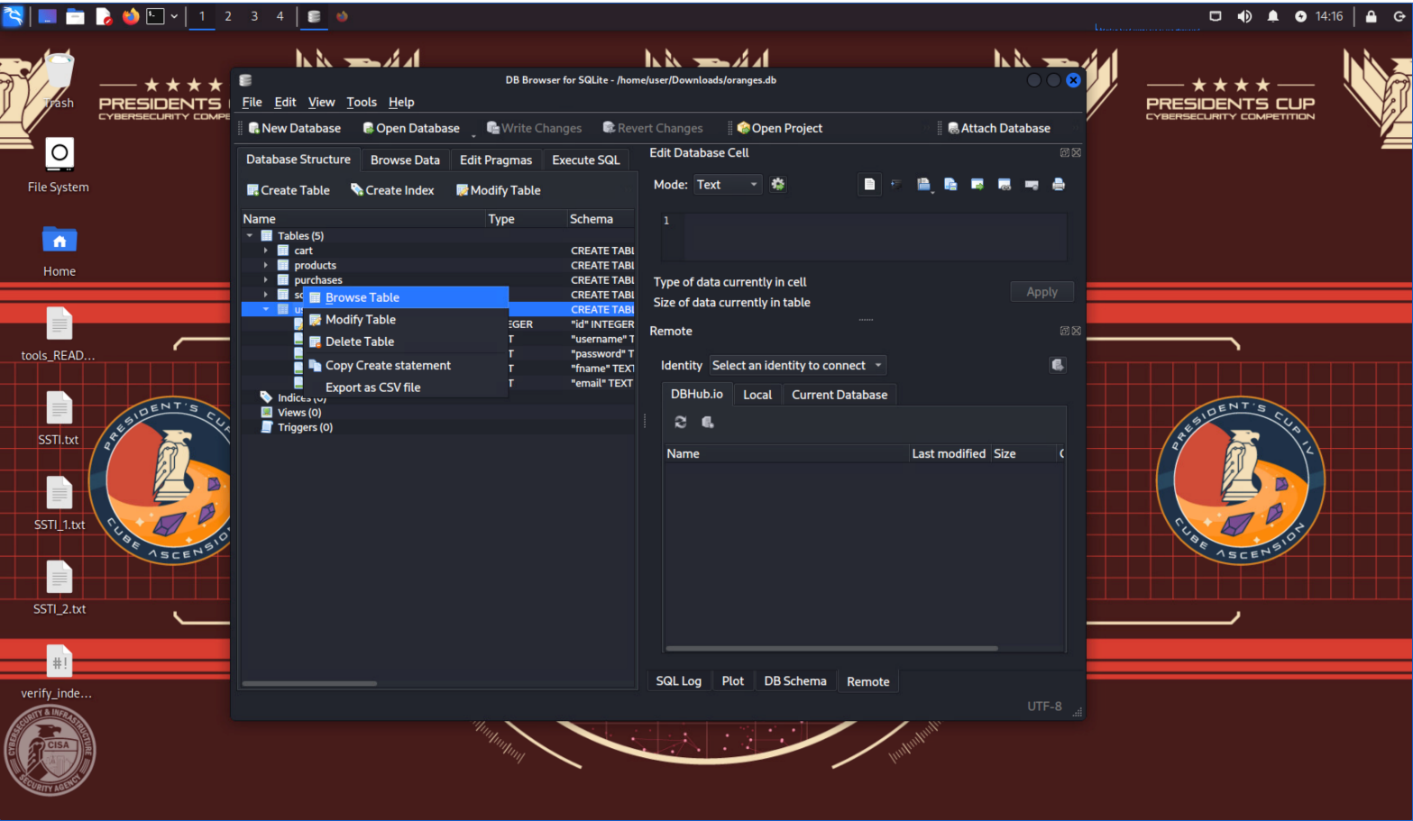 1 2 3 4
14:16
Trash
File System
Home
tools_READ...
SSTI.txt
SSTI_1.txt
SSTI_2.txt
verify_inde...
PRESIDENTS
CYBERSECURITY COMPE
PRESIDENTS CUP
CYBERSECURITY COMPETITION
DB Browser for SQLite - /home/user/Downloads/oranges.db
File Edit View Tools Help
New Database Open Database Write Changes Revert Changes Open Project Attach Database
Database Structure Browse Data Edit Pragmas Execute SQL
Create Table Create Index Modify Table
Name Type Schema
Tables (5)
cart CREATE TABL
products CREATE TABL
purchases CREATE TABL
CREATE TABL
CREATE TABL
EGER "id" INTEGER
T "username" T
T "password" T
T "fname" TEXT
T "email" TEXT
Indices (0)
Views (0)
Triggers (0)
Browse Table
Modify Table
Delete Table
Copy Create statement
Export as CSV file
Edit Database Cell
Mode: Text
1
Type of data currently in cell
Size of data currently in table
Apply
Remote
Identity Select an identity to connect
DBHub.io Local Current Database
Name Last modified Size
SQL Log Plot DB Schema Remote
UTF-8
PRESIDENT'S CUP IV
CUBE ASCENSION
CYBERSECURITY & INFRASTRUCTURE
CISA
SECURITY AGENCY